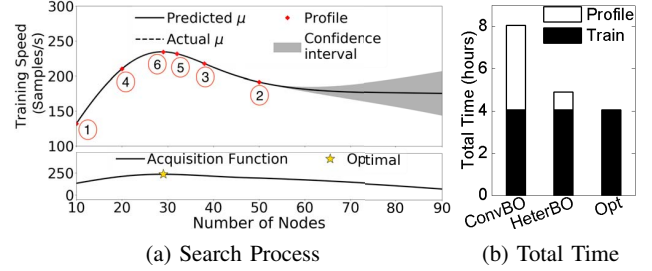 300
250
200
150
100
Training Speed
(Samples/s)
Predicted μ
Actual μ
Profile
Confidence
interval
1
4
6
5
3
2
250
0
Acquisition Function
Optimal
10 20 30 40 50 60 70 80 90
Number of Nodes
(a) Search Process
8
6
4
2
0
Total Time (hours)
Profile
Train
ConvBO HeterBO Opt
(b) Total Time